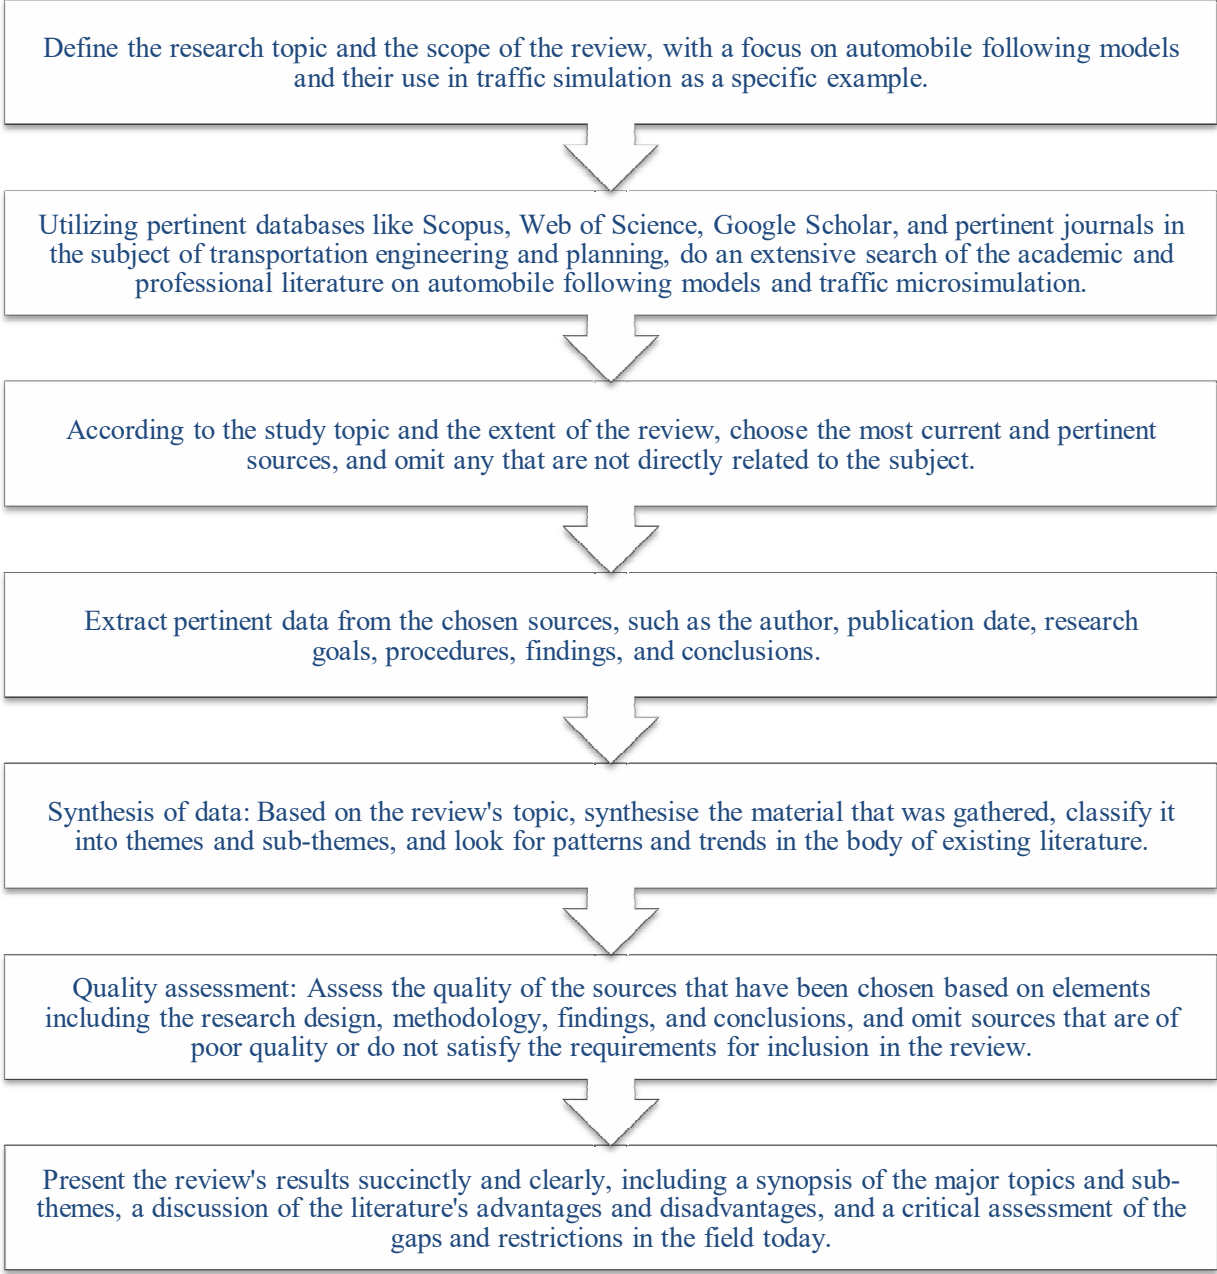 Define the research topic and the scope of the review, with a focus on automobile following models
and their use in traffic simulation as a specific example.
Utilizing pertinent databases like Scopus, Web of Science, Google Scholar, and pertinent journals in
the subject of transportation engineering and planning, do an extensive search of the academic and
professional literature on automobile following models and traffic microsimulation.
According to the study topic and the extent of the review, choose the most current and pertinent
sources, and omit any that are not directly related to the subject.
Extract pertinent data from the chosen sources, such as the author, publication date, research
goals, procedures, findings, and conclusions.
Synthesis of data: Based on the review's topic, synthesise the material that was gathered, classify it
into themes and sub-themes, and look for patterns and trends in the body of existing literature.
Quality assessment: Assess the quality of the sources that have been chosen based on elements
including the research design, methodology, findings, and conclusions, and omit sources that are of
poor quality or do not satisfy the requirements for inclusion in the review.
Present the review's results succinctly and clearly, including a synopsis of the major topics and sub-
themes, a discussion of the literature's advantages and disadvantages, and a critical assessment of the
gaps and restrictions in the field today.